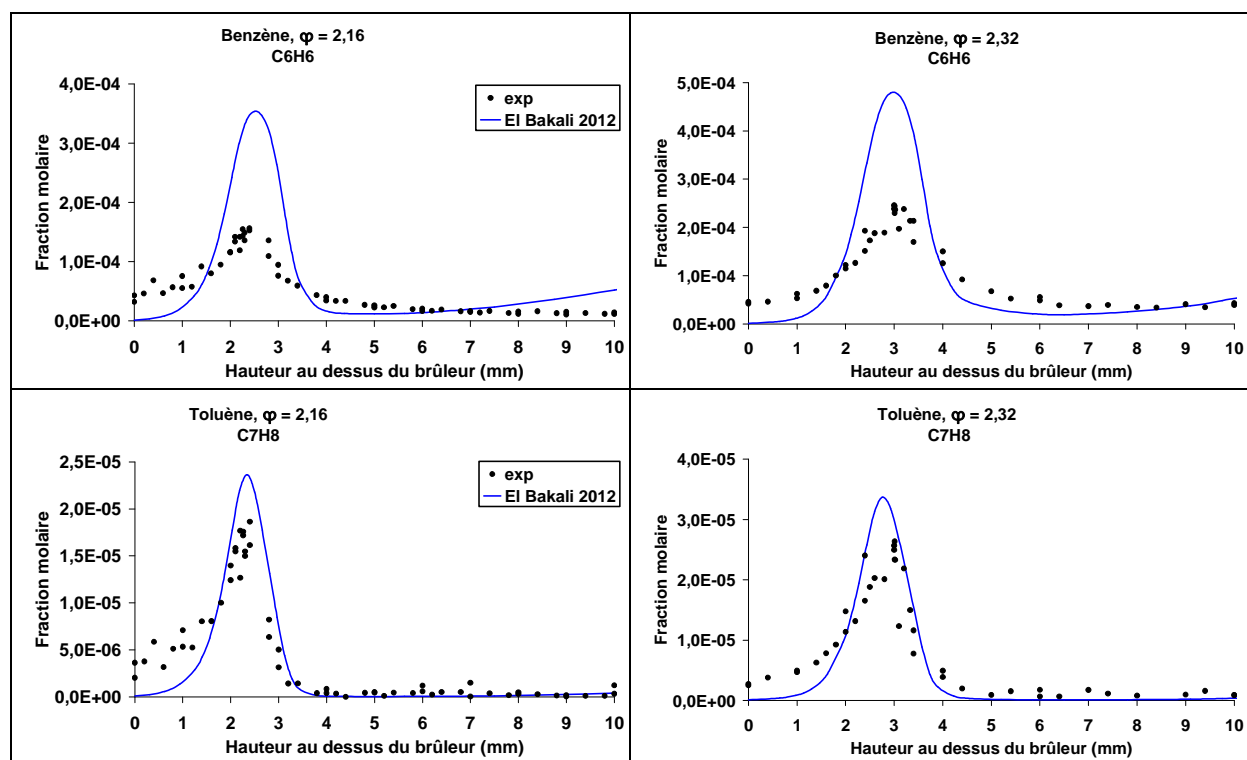 Benzène, φ = 2,16
C6H6
4,0E-04
3,0E-04
2,0E-04
1,0E-04
0,0E+00
Fraction molaire
exp
El Bakali 2012
0 1 2 3 4 5 6 7 8 9 10
Hauteur au dessus du brûleur (mm)
Benzène, φ = 2,32
C6H6
5,0E-04
4,0E-04
3,0E-04
2,0E-04
1,0E-04
0,0E+00
Fraction molaire
0 1 2 3 4 5 6 7 8 9 10
Hauteur au dessus du brûleur (mm)
Toluène, φ = 2,16
C7H8
2,5E-05
2,0E-05
1,5E-05
1,0E-05
5,0E-06
0,0E+00
Fraction molaire
exp
El Bakali 2012
0 1 2 3 4 5 6 7 8 9 10
Hauteur au dessus du brûleur (mm)
Toluène, φ = 2,32
C7H8
4,0E-05
3,0E-05
2,0E-05
1,0E-05
0,0E+00
Fraction molaire
0 1 2 3 4 5 6 7 8 9 10
Hauteur au dessus du brûleur (mm)